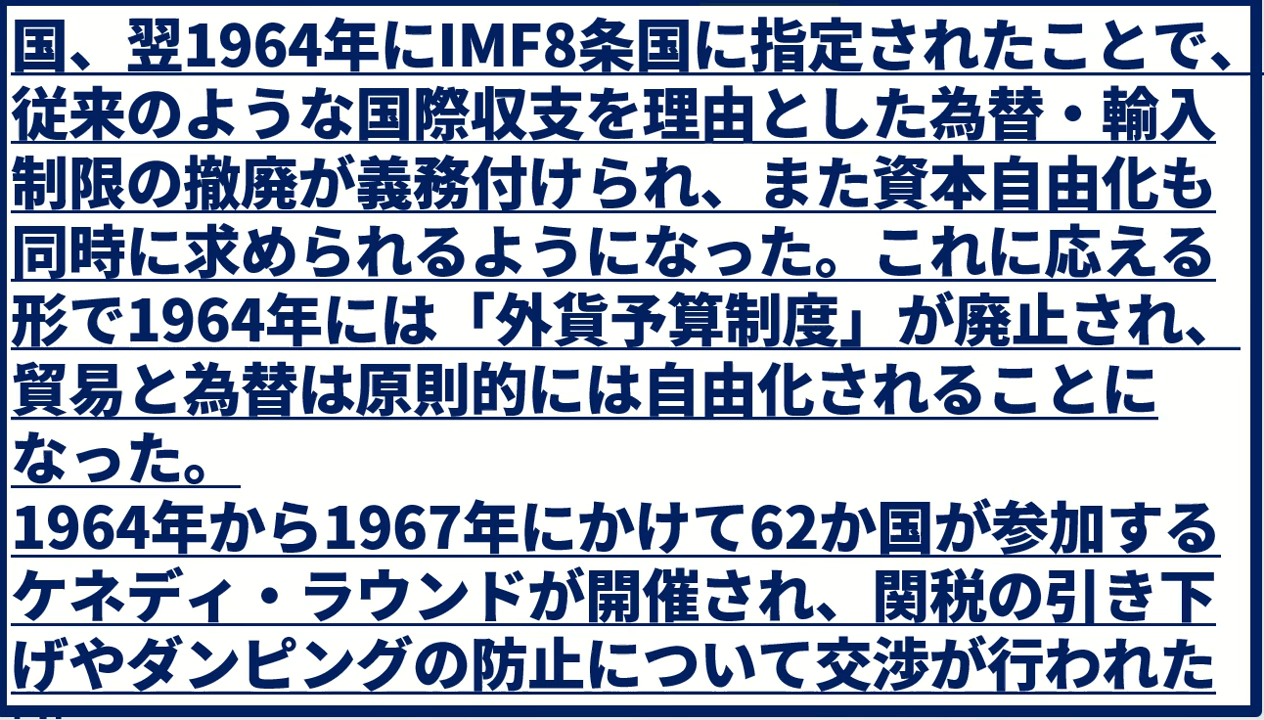 国、翌1964年にIMF8条国に指定されたことで、
従来のような国際収支を理由とした為替・輸入
制限の撤廃が義務付けられ、また資本自由化も
同時に求められるようになった。これに応える
形で1964年には「外貨予算制度」が廃止され、
貿易と為替は原則的には自由化されることに
なった。
1964年から1967年にかけて62か国が参加する
ケネディ・ラウンドが開催され、関税の引き下
げやダンピングの防止について交渉が行われた